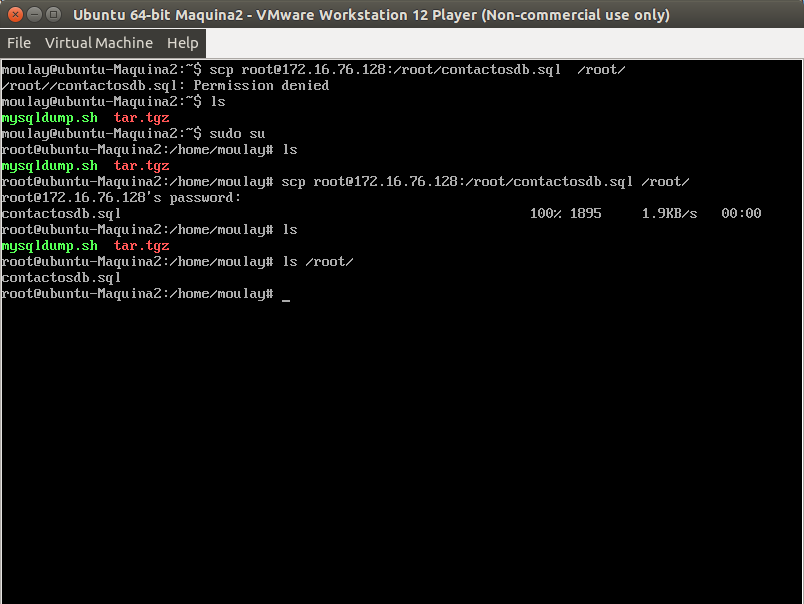 Ubuntu 64-bit Maquina2 - VMware Workstation 12 Player (Non-commercial use only)
File Virtual Machine Help
moulay@ubuntu-Maquina2:~$ scp root@172.16.76.128:/root/contactosdb.sql  /root/
/root//contactosdb.sql: Permission denied
moulay@ubuntu-Maquina2:~$ ls
mysqldump.sh  tar.tgz
moulay@ubuntu-Maquina2:~$ sudo su
root@ubuntu-Maquina2:/home/moulay# ls
mysqldump.sh  tar.tgz
root@ubuntu-Maquina2:/home/moulay# scp root@172.16.76.128:/root/contactosdb.sql /root/
root@172.16.76.128's password:
contactosdb.sql 100% 1895 1.9KB/s 00:00
root@ubuntu-Maquina2:/home/moulay# ls
mysqldump.sh  tar.tgz
root@ubuntu-Maquina2:/home/moulay# ls /root/
contactosdb.sql
root@ubuntu-Maquina2:/home/moulay# _